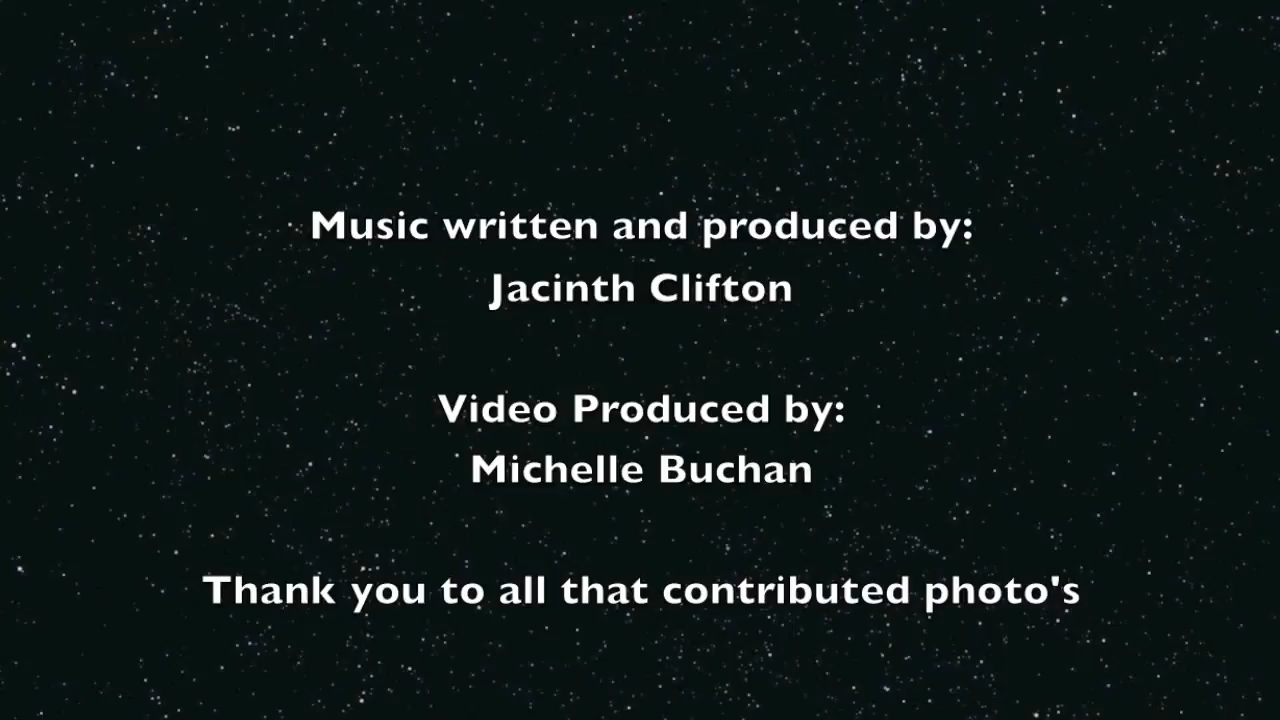 Music written and produced by:
Jacinth Clifton
Video Produced by:
Michelle Buchan
Thank you to all that contributed photo's